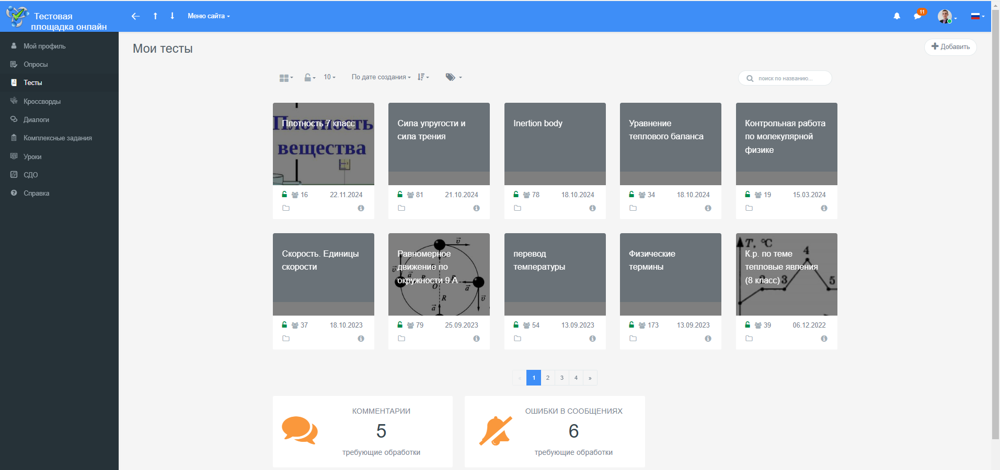 Тестовая
площадка онлайн
Меню сайта
11
Мой профиль
Опросы
Тесты
Кроссворды
Диалоги
Комплексные задания
Уроки
СДО
Справка
Мои тесты
Добавить
10
По дате создания
поиск по названию...
Плотность 7 класс
Плотность
вещества
16 22.11.2024
Сила упругости и
сила трения
81 21.10.2024
Inertion body
78 18.10.2024
Уравнение
теплового баланса
34 18.10.2024
Контрольная работа
по молекулярной
физике
19 15.03.2024
Скорость. Единицы
скорости
37 18.10.2023
Равномерное
движение по
окружности 9 А
υ
υ
a
R
R
O
a
R
υ
a
79 25.09.2023
перевод
температуры
54 13.09.2023
Физические
термины
173 13.09.2023
T, °C
К.р. по теме
тепловые явления
(8 класс)
4
2
3
5
39 06.12.2022
« 1 2 3 4 »
КОММЕНТАРИИ
5
требующие обработки
ОШИБКИ В СООБЩЕНИЯХ
6
требующие обработки